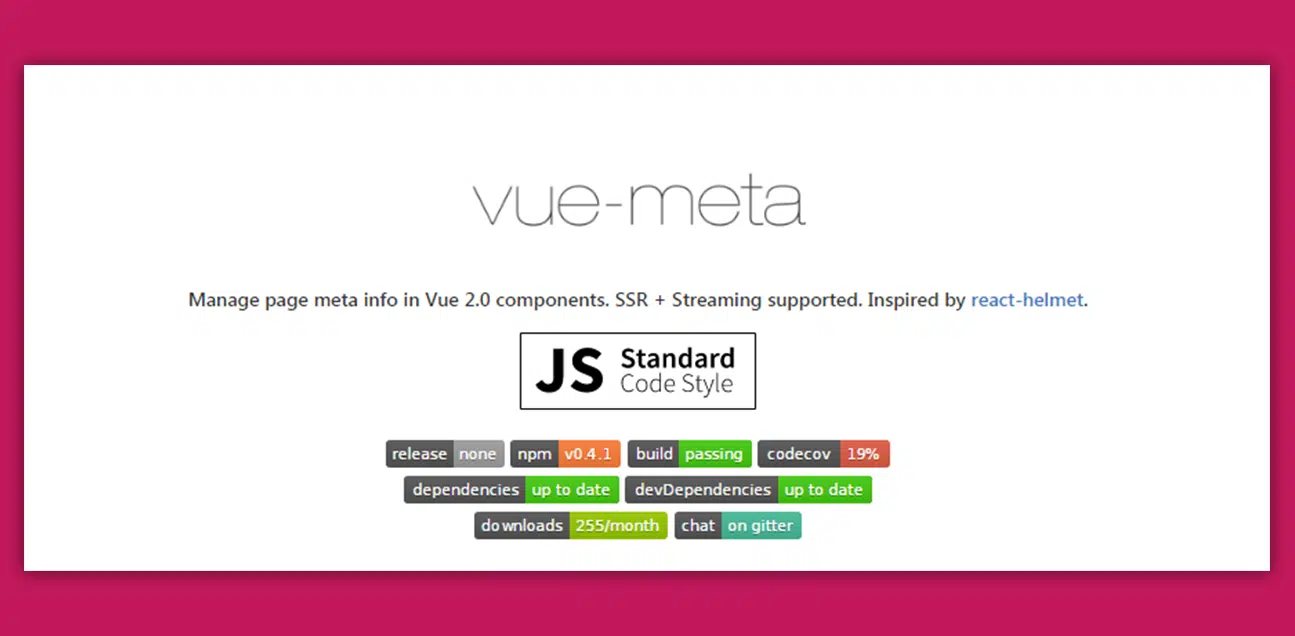 vue-meta
Manage page meta info in Vue 2.0 components. SSR + Streaming supported. Inspired by react-helmet.
JS Standard
Code Style
release none npm v0.4.1 build passing codecov 19%
dependencies up to date devDependencies up to date
downloads 255/month chat on gitter